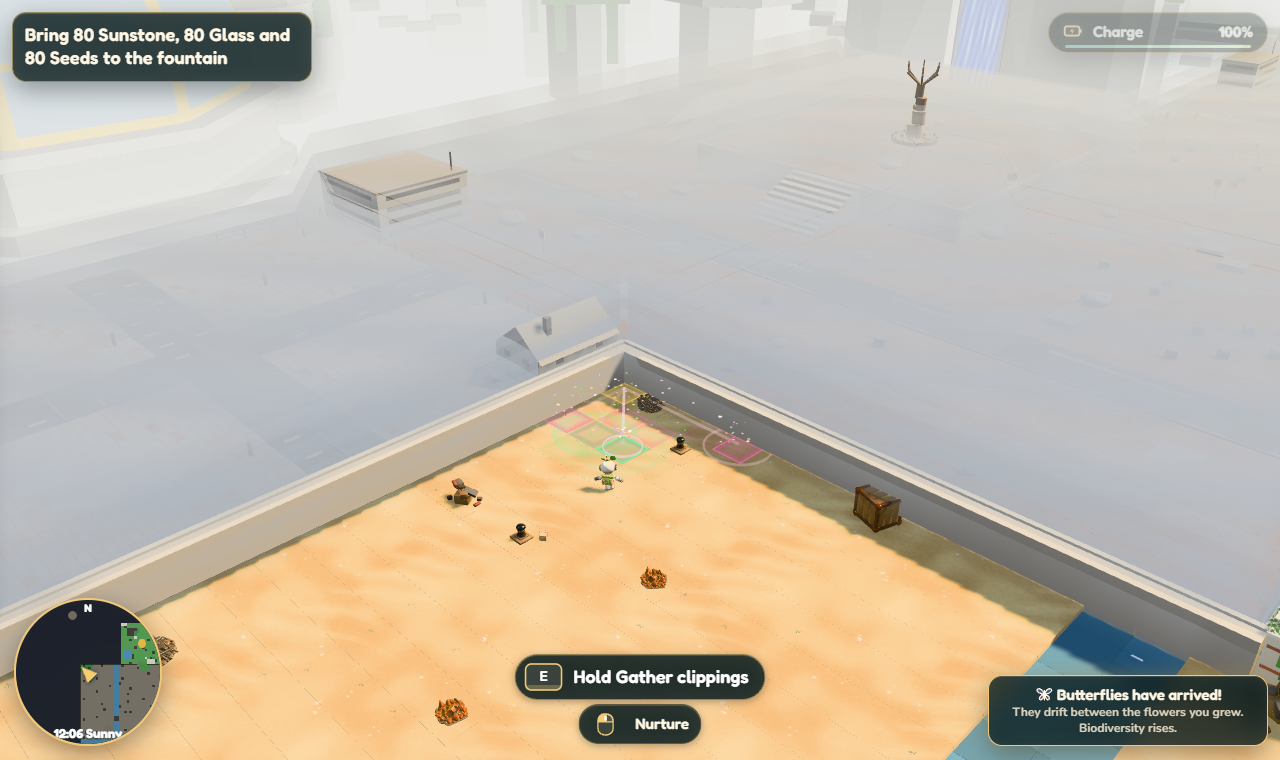 Bring 80 Sunstone, 80 Glass and
80 Seeds to the fountain
Charge 100%
N
12:06 Sunny
E Hold Gather clippings
Nurture
Butterflies have arrived!
They drift between the flowers you grew.
Biodiversity rises.